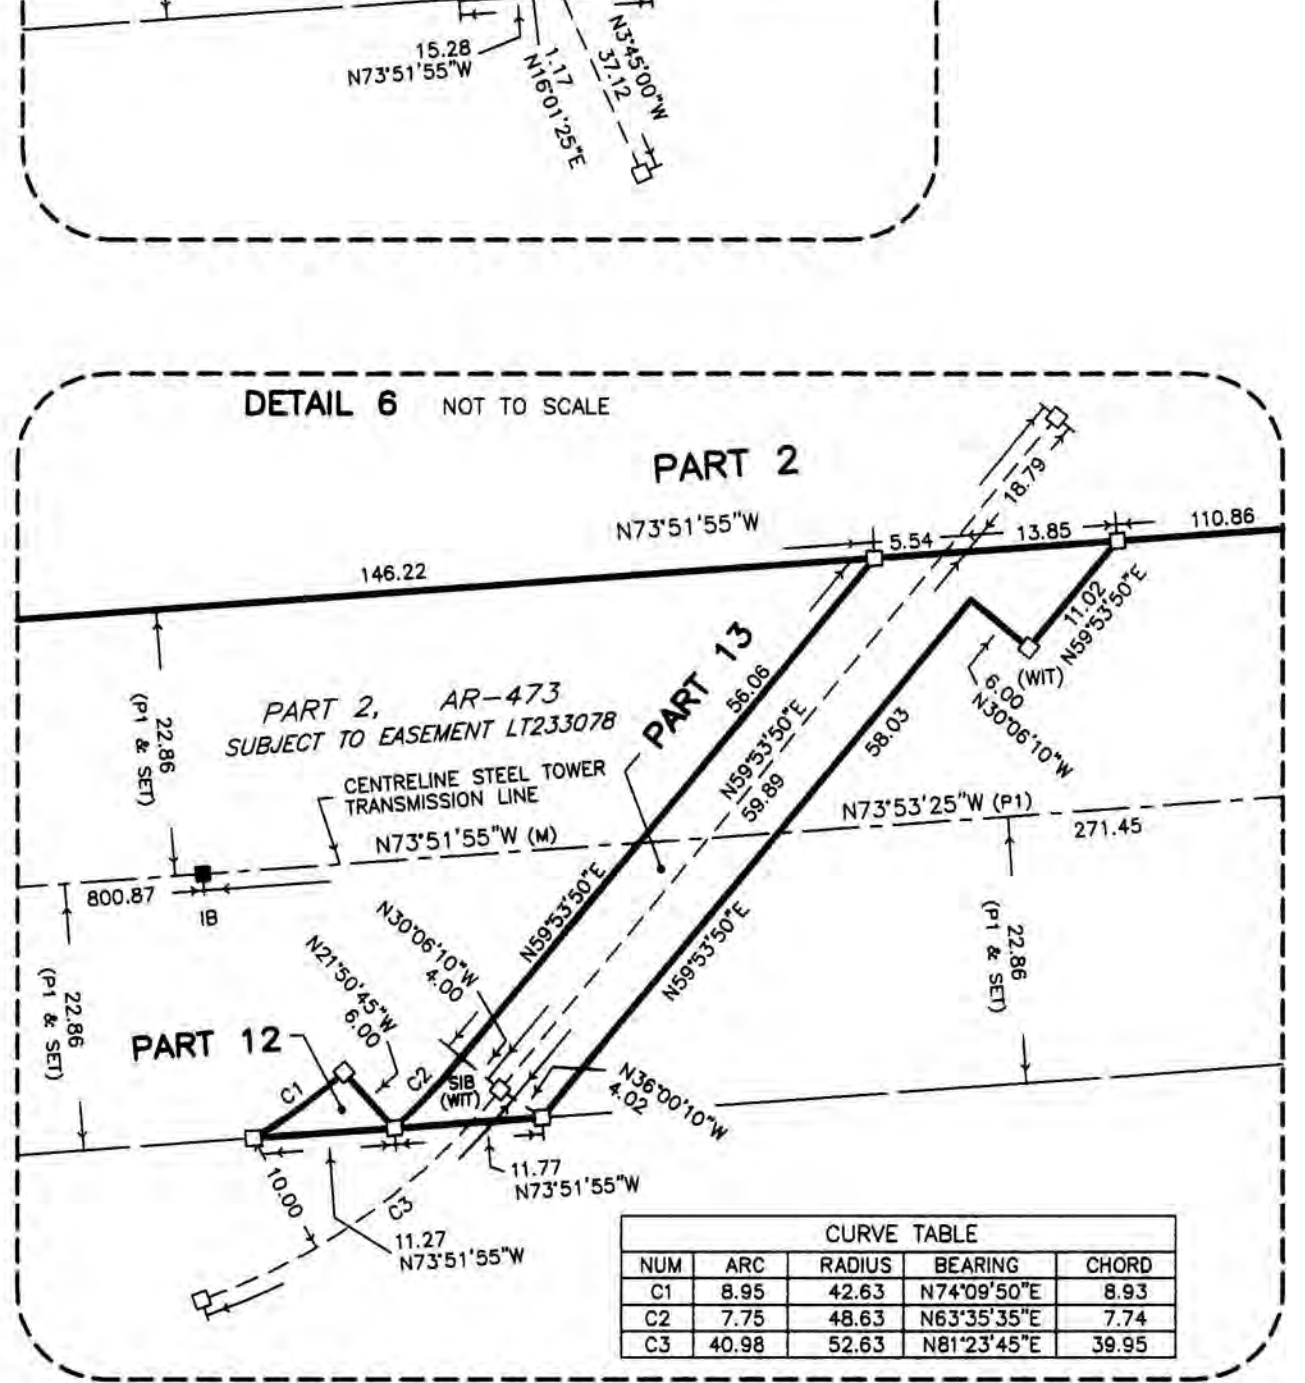 15.28
N73°51'55"W
1.17
N16°01'25"E
N3°45'00"W
37.12
DETAIL 6 NOT TO SCALE
PART 2
18.79
N73°51'55"W
5.54
13.85
110.86
146.22
11.02
N59°53'50"E
PART 13
56.06
(WIT)
6.00
N30°06'10"W
22.86
(P1 & SET)
PART 2, AR-473
SUBJECT TO EASEMENT LT233078
N59°53'50"E
59.89
58.03
CENTRELINE STEEL TOWER
TRANSMISSION LINE
N73°53'25"W (P1)
271.45
N73°51'55"W (M)
800.87
IB
N59°53'50"E
N59°53'50"E
N30°06'10"W
4.00
N21°50'45"W
6.00
22.86
(P1 & SET)
22.86
(P1 & SET)
PART 12
C1
C2
SIB
(WIT)
N36°00'10"W
4.02
11.77
N73°51'55"W
10.00
C3
11.27
N73°51'55"W
CURVE TABLE
NUM ARC RADIUS BEARING CHORD
C1 8.95 42.63 N74°09'50"E 8.93
C2 7.75 48.63 N63°35'35"E 7.74
C3 40.98 52.63 N81°23'45"E 39.95